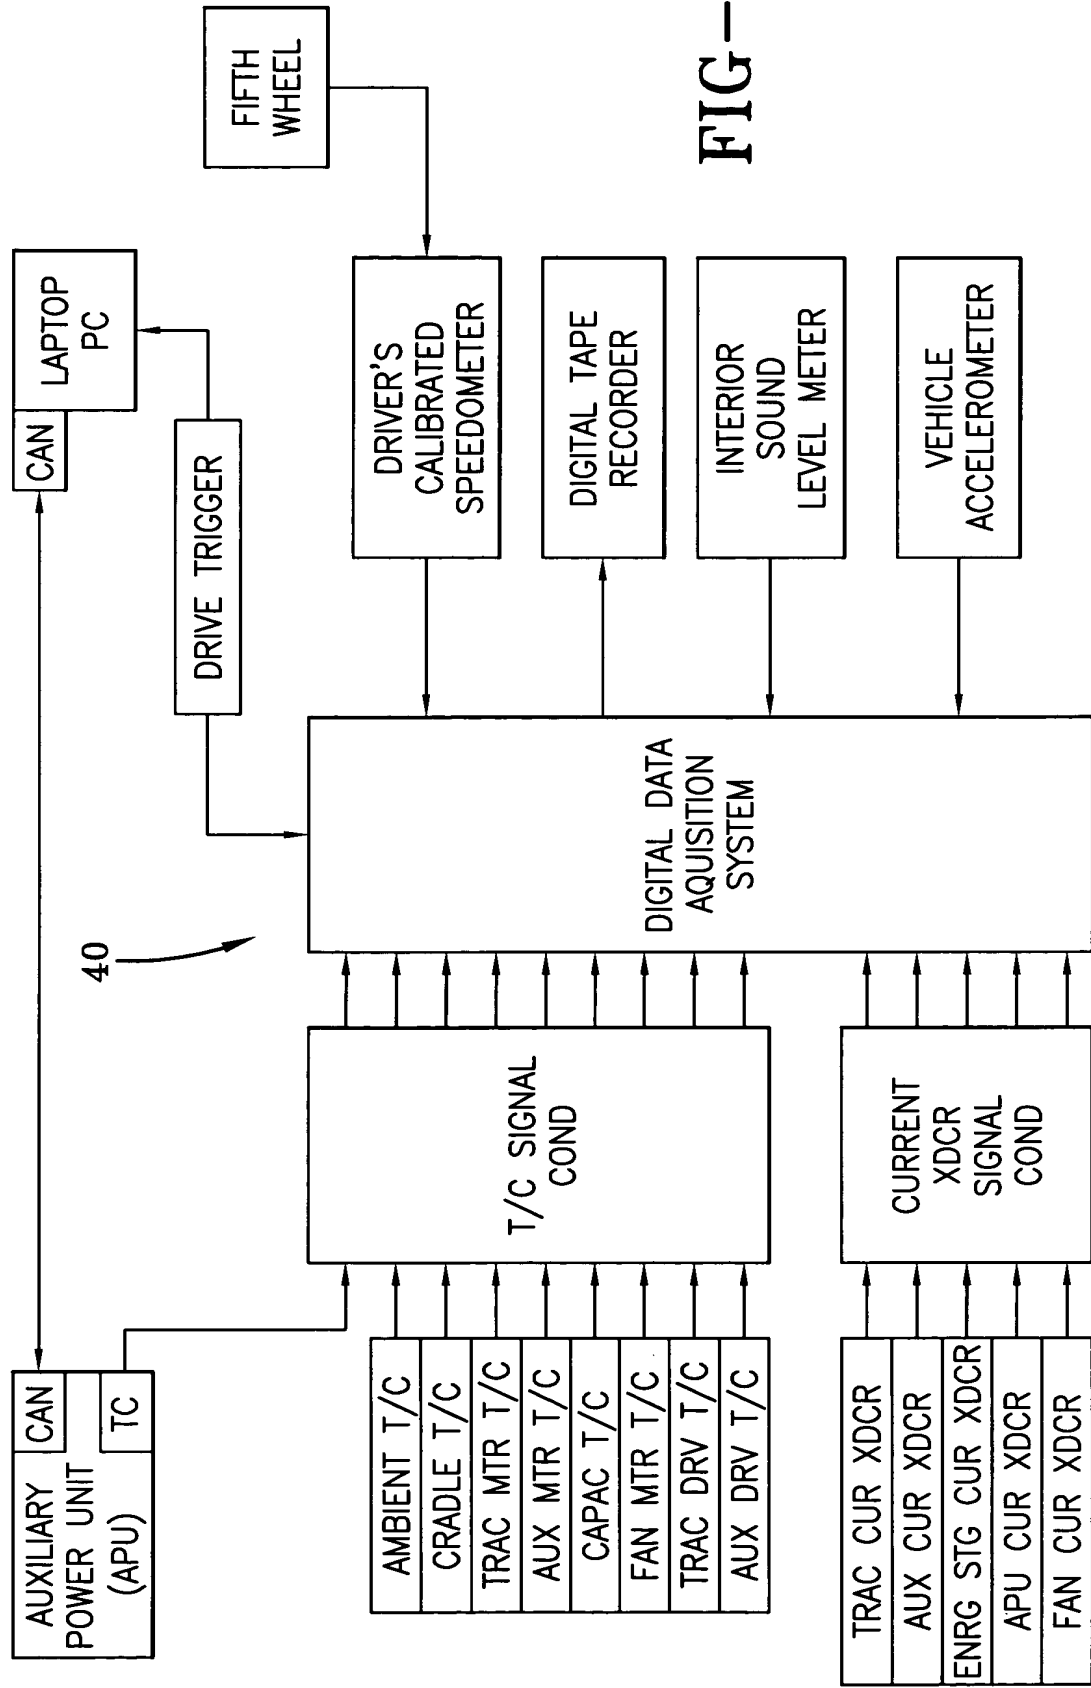 AUXILIARY
POWER UNIT
(APU)
CAN
TC
CAN
LAPTOP
PC
DRIVE TRIGGER
FIFTH
WHEEL
40
AMBIENT T/C
CRADLE T/C
TRAC MTR T/C
AUX MTR T/C
CAPAC T/C
FAN MTR T/C
TRAC DRV T/C
AUX DRV T/C
T/C SIGNAL
COND
DIGITAL DATA
AQUISITION
SYSTEM
DRIVER'S
CALIBRATED
SPEEDOMETER
DIGITAL TAPE
RECORDER
INTERIOR
SOUND
LEVEL METER
VEHICLE
ACCELEROMETER
TRAC CUR XDCR
AUX CUR XDCR
ENRG STG CUR XDCR
APU CUR XDCR
FAN CUR XDCR
CURRENT
XDCR
SIGNAL
COND
FIG-